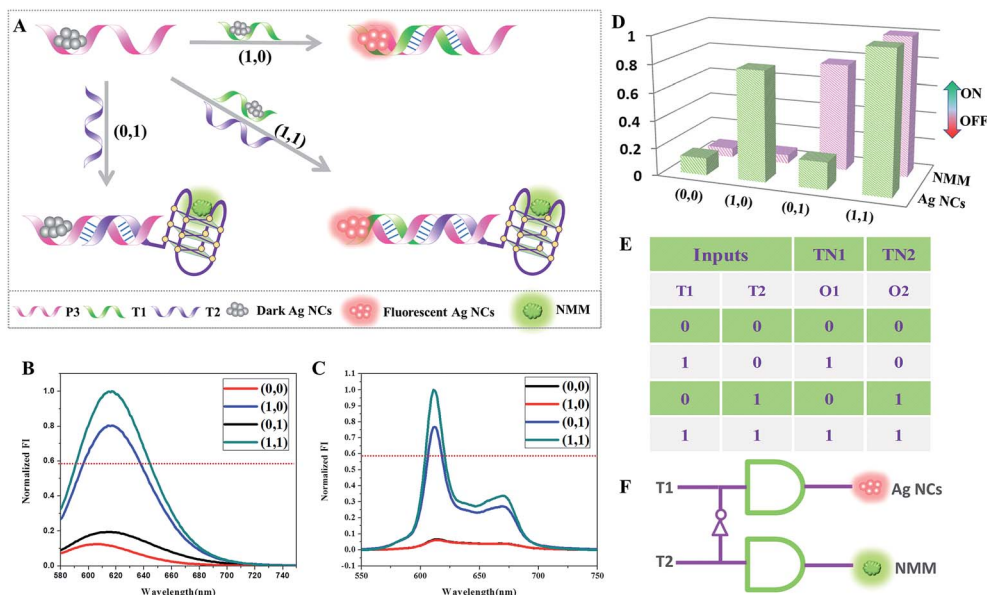 A
(1,0)
(0,1)
(1,1)
P3 T1 T2 Dark Ag NCs Fluorescent Ag NCs NMM
B
Normalized FI
1.0
0.8
0.6
0.4
0.2
0.0
(0,0)
(1,0)
(0,1)
(1,1)
580 600 620 640 660 680 700 720 740
Wavelength(nm)
C
Normalized FI
1.1
1.0
0.9
0.8
0.7
0.6
0.5
0.4
0.3
0.2
0.1
0.0
-0.1
(0,0)
(1,0)
(0,1)
(1,1)
550 600 650 700 750
Wavelength(nm)
D
1
0.8
0.6
0.4
0.2
0
(0,0) (1,0) (0,1) (1,1)
ON
OFF
NMM
Ag NCs
E
Inputs TN1 TN2
T1 T2 O1 O2
0 0 0 0
1 0 1 0
0 1 0 1
1 1 1 1
F
T1 Ag NCs
T2 NMM